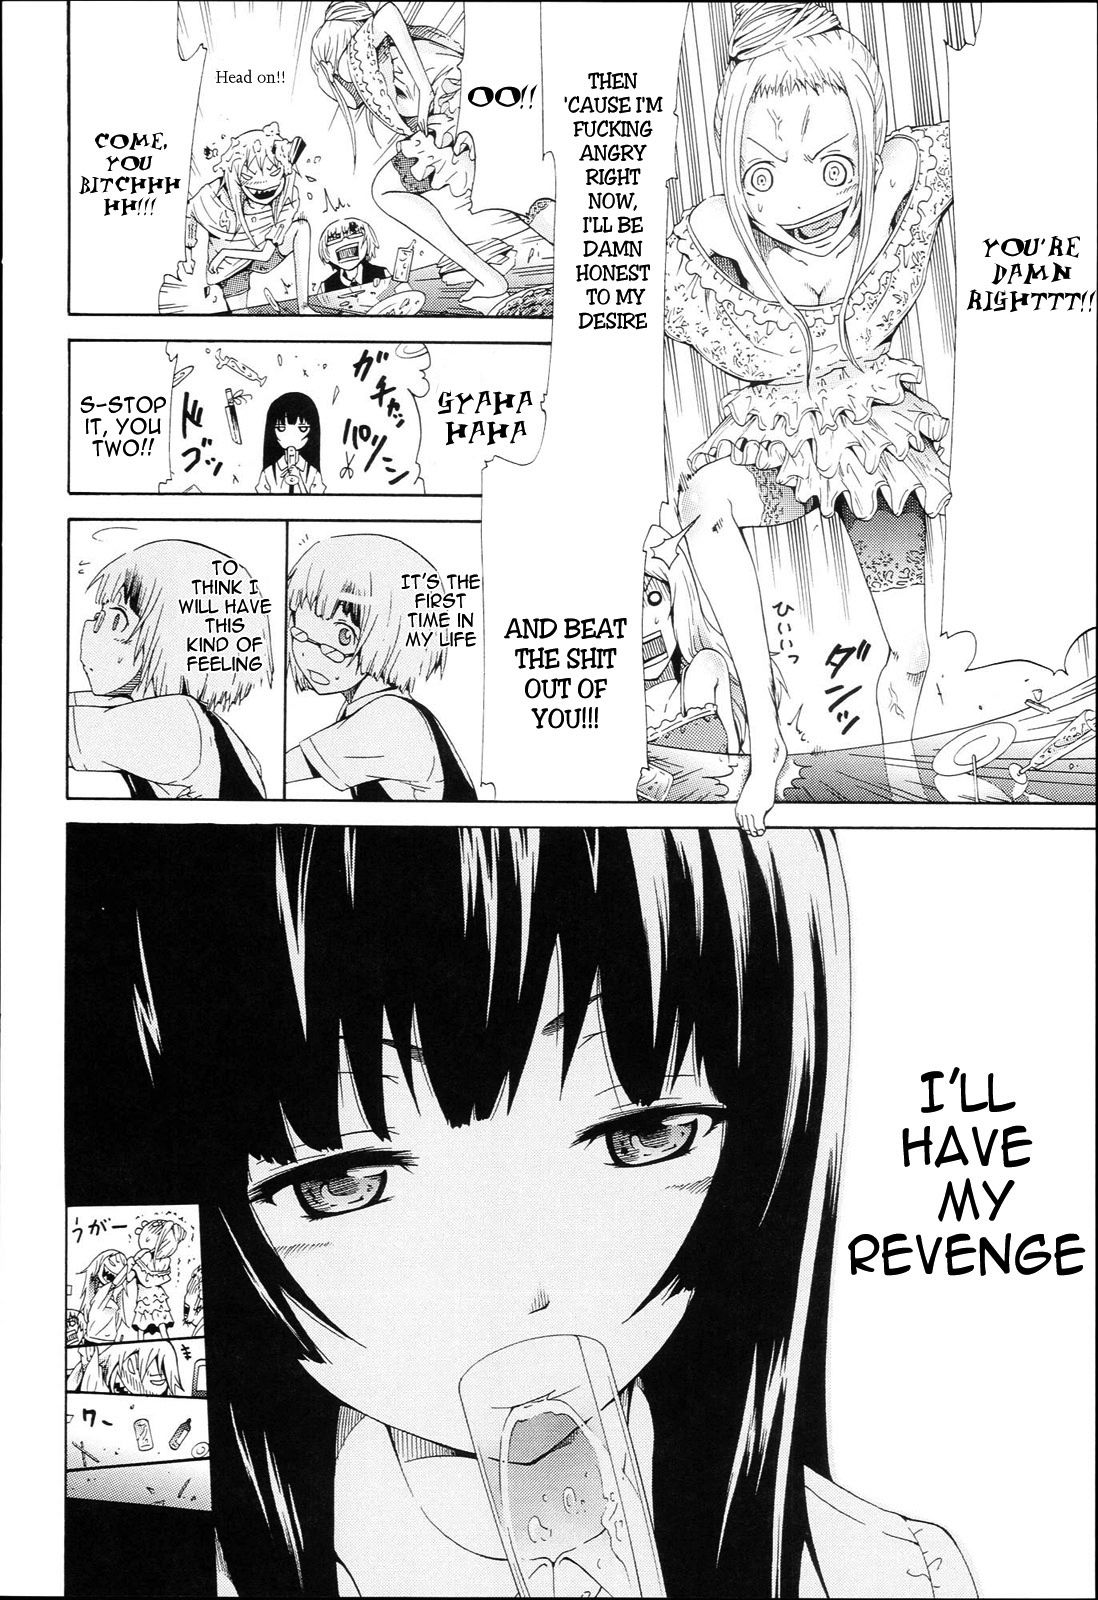 YOU'RE
DAMN
RIGHTTT!!
THEN
'CAUSE I'M
FUCKING
ANGRY
RIGHT
NOW,
I'LL BE
DAMN
HONEST
TO MY
DESIRE
AND BEAT
THE SHIT
OUT OF
YOU!!!
ひいいっ
ダンッ
OO!!
Head on!!
COME,
YOU
BITCHHH
HH!!!
GYAHA
HAHA
ガチャッ
パリン
ドゴッ
S-STOP
IT, YOU
TWO!!
IT'S THE
FIRST
TIME IN
MY LIFE
TO
THINK I
WILL HAVE
THIS
KIND OF
FEELING
I'LL
HAVE
MY
REVENGE
うがー
ワー